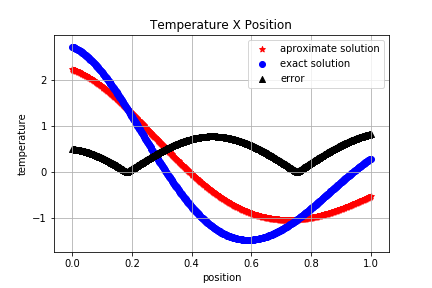 Temperature X Position
aproximate solution
exact solution
error
temperature
2
1
0
−1
0.0 0.2 0.4 0.6 0.8 1.0
position